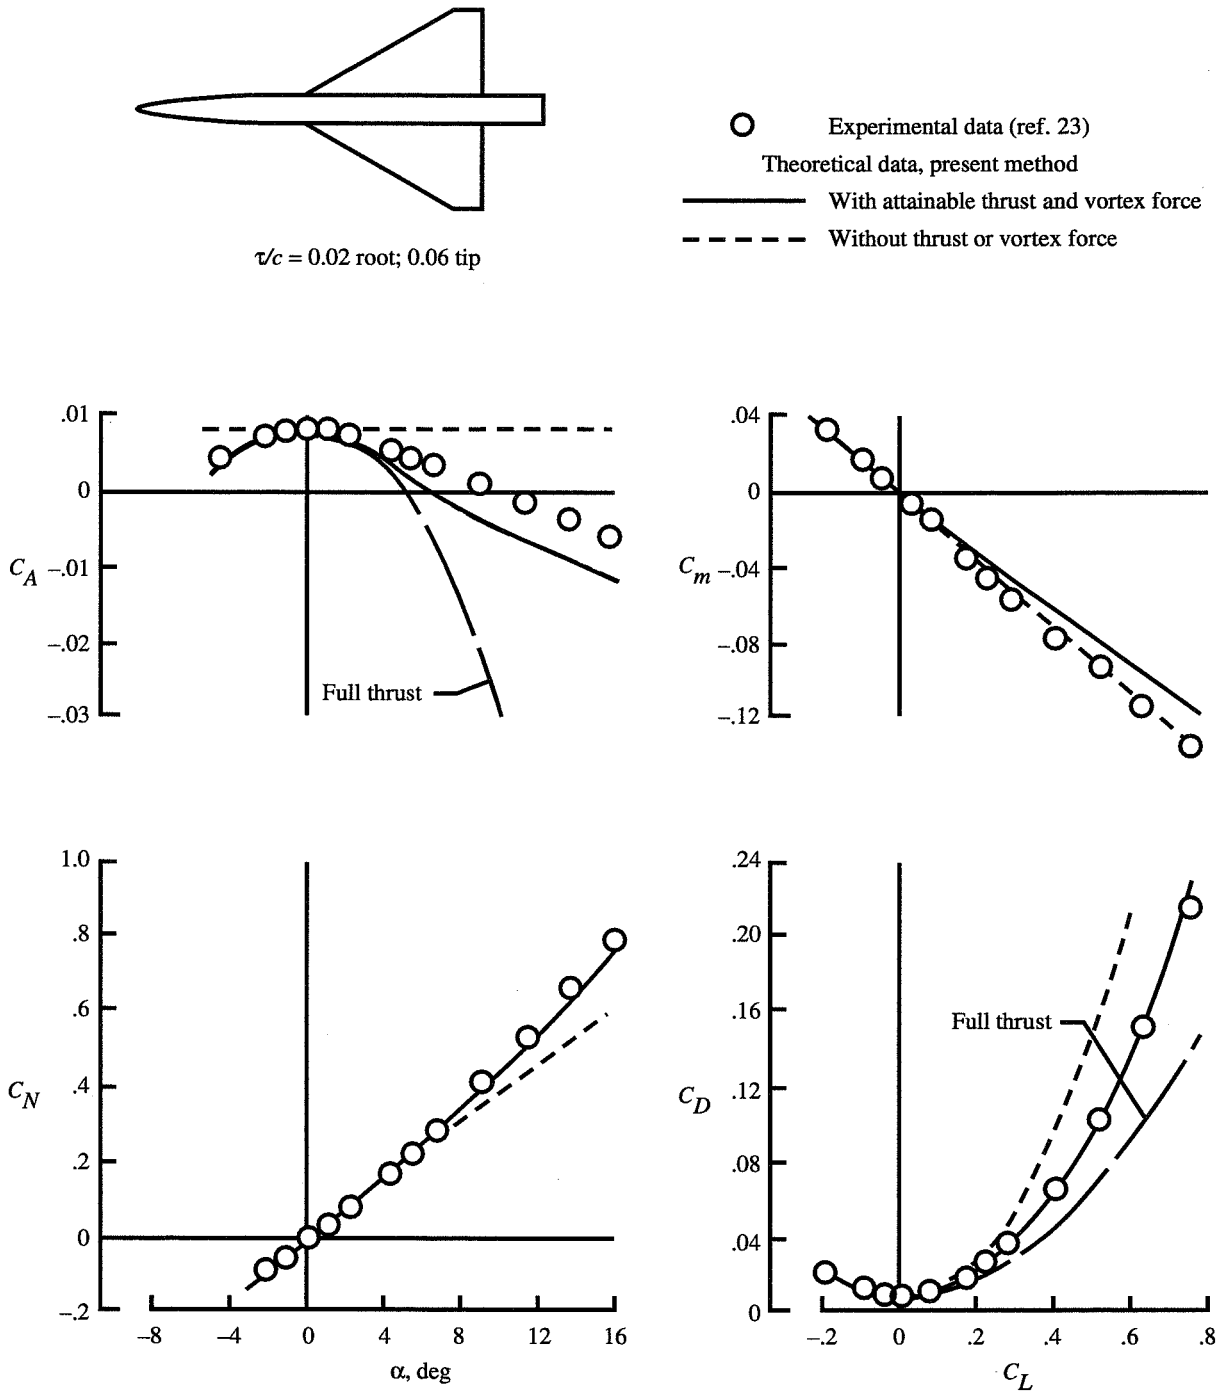 Experimental data (ref. 23)
Theoretical data, present method
With attainable thrust and vortex force
Without thrust or vortex force
τ/c = 0.02 root; 0.06 tip
.01
0
C_A –.01
–.02
–.03
Full thrust
.04
0
C_m –.04
–.08
–.12
1.0
.8
.6
C_N .4
.2
0
–.2
–8 –4 0 4 8 12 16
α, deg
.24
.20
.16
C_D .12
.08
.04
0
Full thrust
–.2 0 .2 .4 .6 .8
C_L